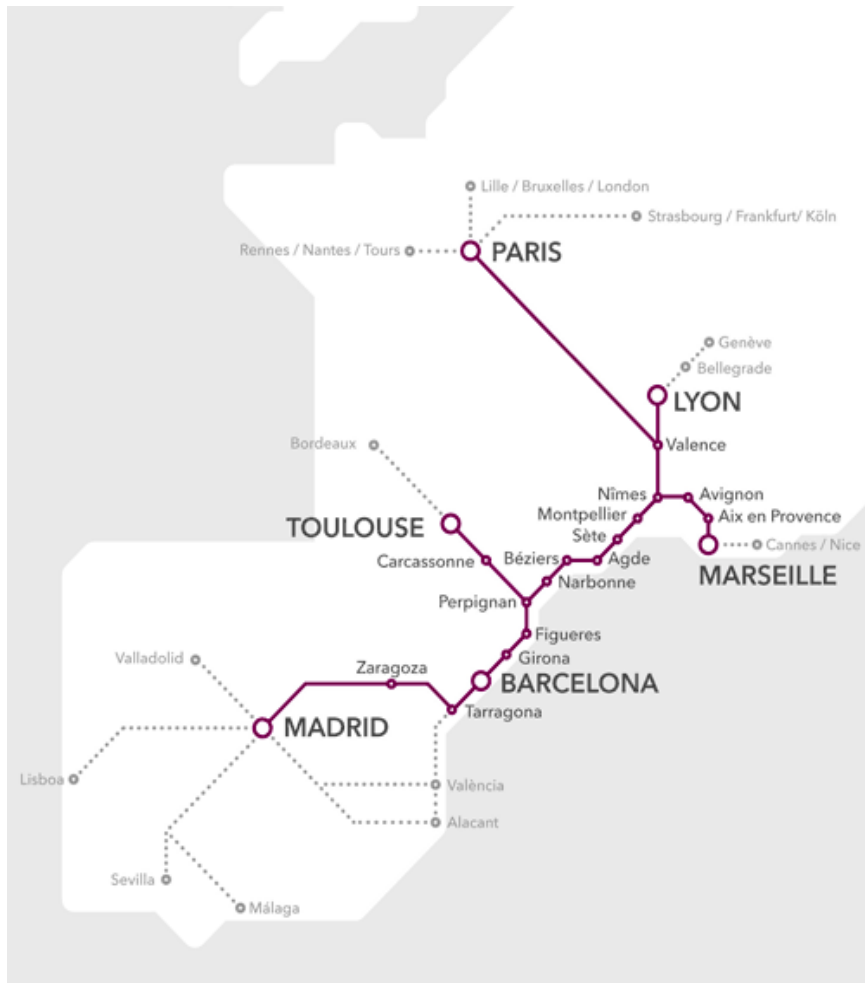 Lille / Bruxelles / London
Strasbourg / Frankfurt/ Köln
Rennes / Nantes / Tours
PARIS
Genève
Bellegrade
LYON
Bordeaux
Valence
Nîmes
Avignon
Montpellier
Aix en Provence
TOULOUSE
Sète
Cannes / Nice
Carcassonne
Béziers
Agde
MARSEILLE
Narbonne
Perpignan
Figueres
Girona
Valladolid
Zaragoza
BARCELONA
Tarragona
MADRID
Lisboa
València
Alacant
Sevilla
Málaga